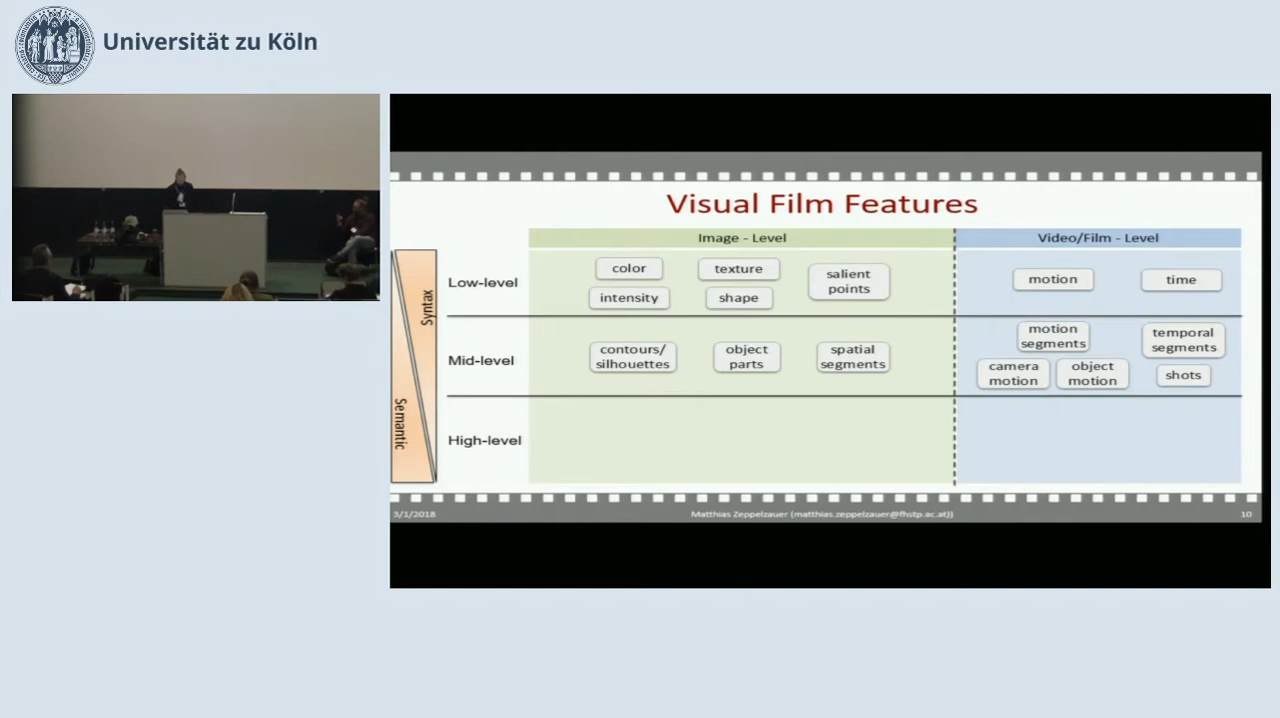 Universität zu Köln
Visual Film Features
Image - Level
Video/Film - Level
Syntax
Semantic
Low-level
color
texture
salient
points
intensity
shape
motion
time
Mid-level
contours/
silhouettes
object
parts
spatial
segments
motion
segments
temporal
segments
camera
motion
object
motion
shots
High-level
3/1/2018
Matthias Zeppelzauer (matthias.zeppelzauer@fhstp.ac.at))
10